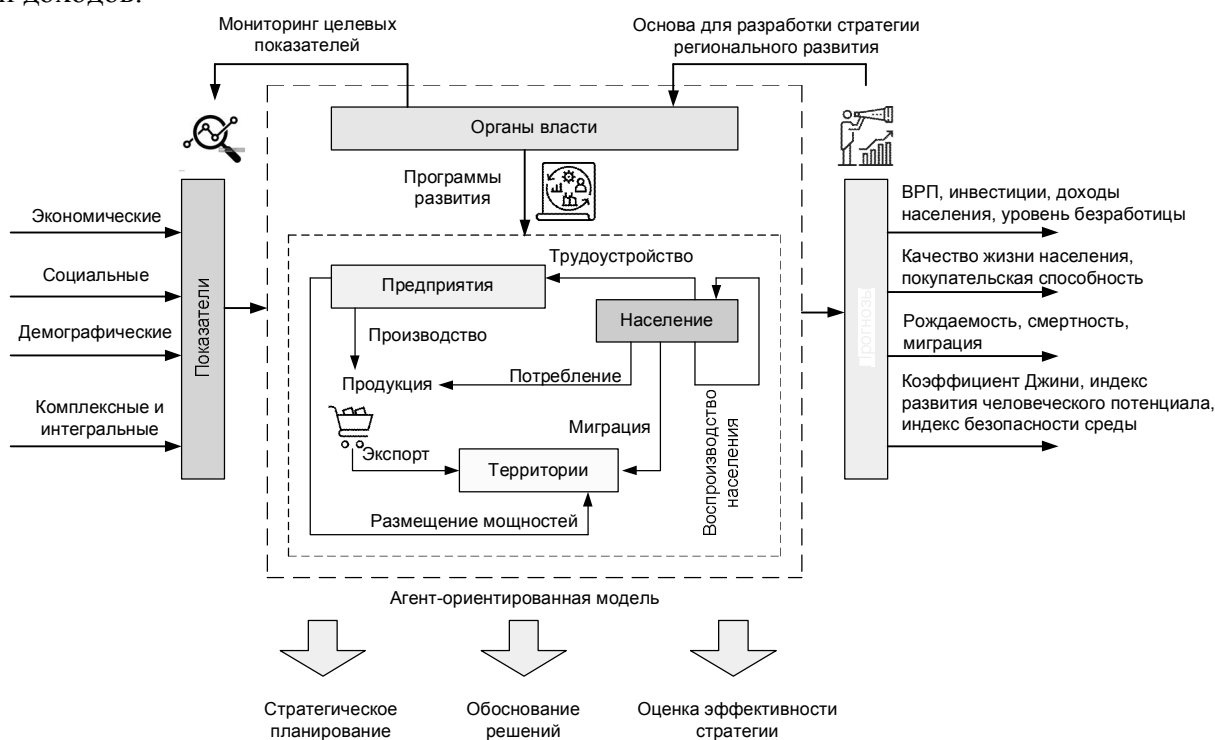 и доходов.
Мониторинг целевых
показателей
Основа для разработки стратегии
регионального развития
Органы власти
Программы
развития
Экономические
Социальные
Демографические
Комплексные и
интегральные
Показатели
Трудоустройство
Предприятия
Население
Производство
Продукция
Потребление
Миграция
Экспорт
Территории
Размещение мощностей
Воспроизводство
населения
Прогнозы
ВРП, инвестиции, доходы
населения, уровень безработицы
Качество жизни населения,
покупательская способность
Рождаемость, смертность,
миграция
Коэффициент Джини, индекс
развития человеческого потенциала,
индекс безопасности среды
Агент-ориентированная модель
Стратегическое
планирование
Обоснование
решений
Оценка эффективности
стратегии